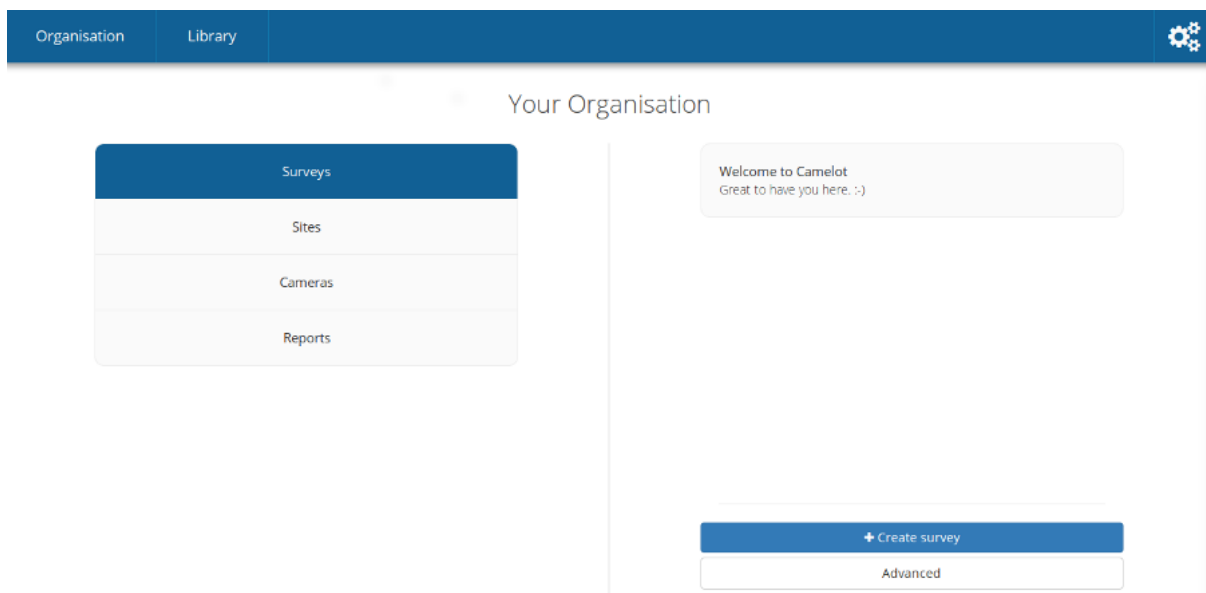 Organisation Library
Your Organisation
Surveys
Sites
Cameras
Reports
Welcome to Camelot
Great to have you here. :-)
+ Create survey
Advanced